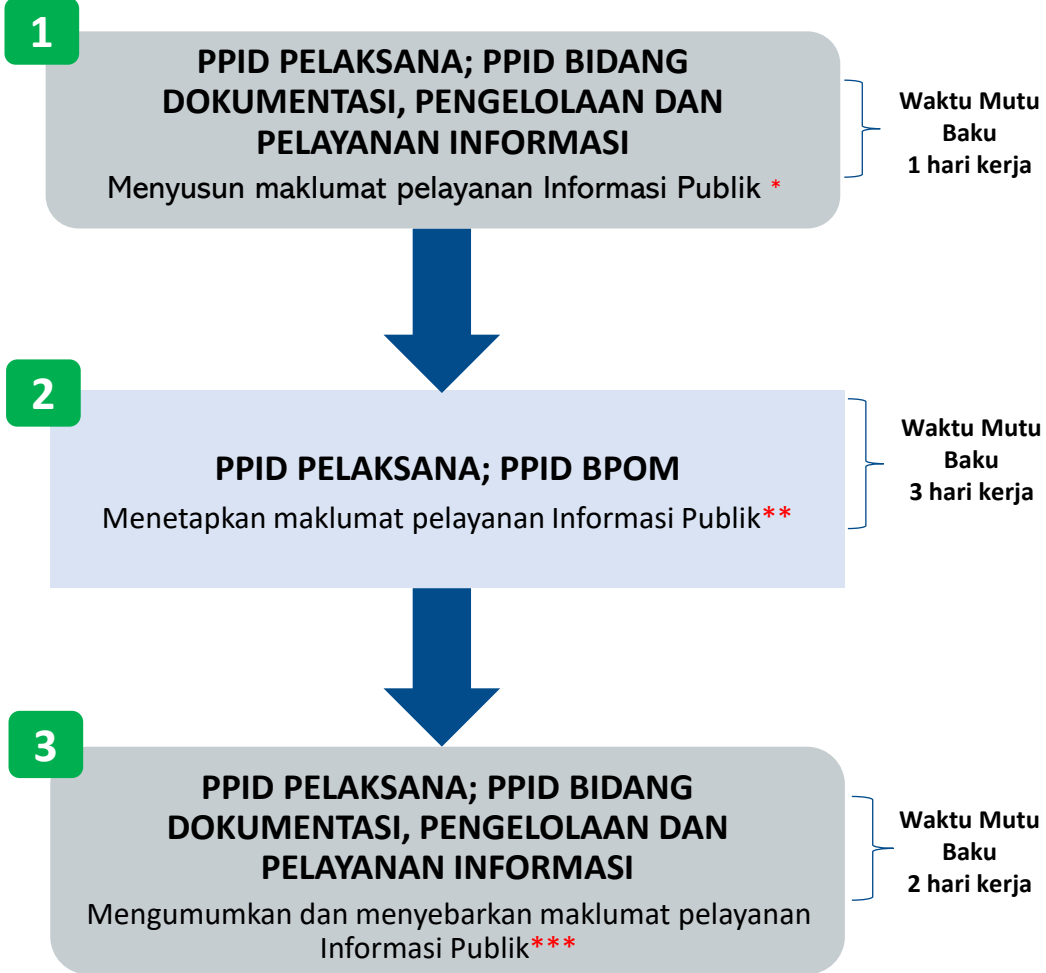 1
PPID PELAKSANA; PPID BIDANG
DOKUMENTASI, PENGELOLAAN DAN
PELAYANAN INFORMASI
Menyusun maklumat pelayanan Informasi Publik *
Waktu Mutu
Baku
1 hari kerja
2
PPID PELAKSANA; PPID BPOM
Menetapkan maklumat pelayanan Informasi Publik**
Waktu Mutu
Baku
3 hari kerja
3
PPID PELAKSANA; PPID BIDANG
DOKUMENTASI, PENGELOLAAN DAN
PELAYANAN INFORMASI
Mengumumkan dan menyebarkan maklumat pelayanan
Informasi Publik***
Waktu Mutu
Baku
2 hari kerja